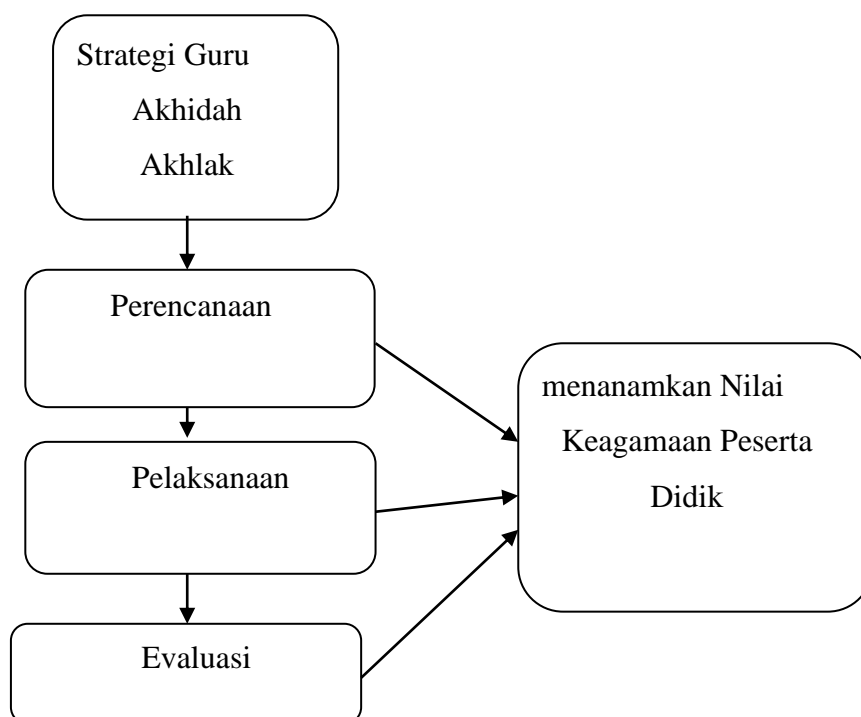 Strategi Guru
Akhidah
Akhlak
Perencanaan
menanamkan Nilai
Keagamaan Peserta
Didik
Pelaksanaan
Evaluasi